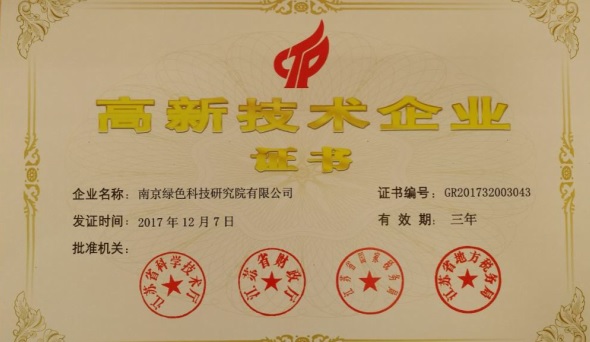 高新技术企业
证书
企业名称：南京绿色科技研究院有限公司
证书编号：GR201732003043
发证时间：2017年12月7日
有效期：三年
批准机关：
江苏省科学技术厅
江苏省财政厅
江苏省国家税务局
江苏省地方税务局